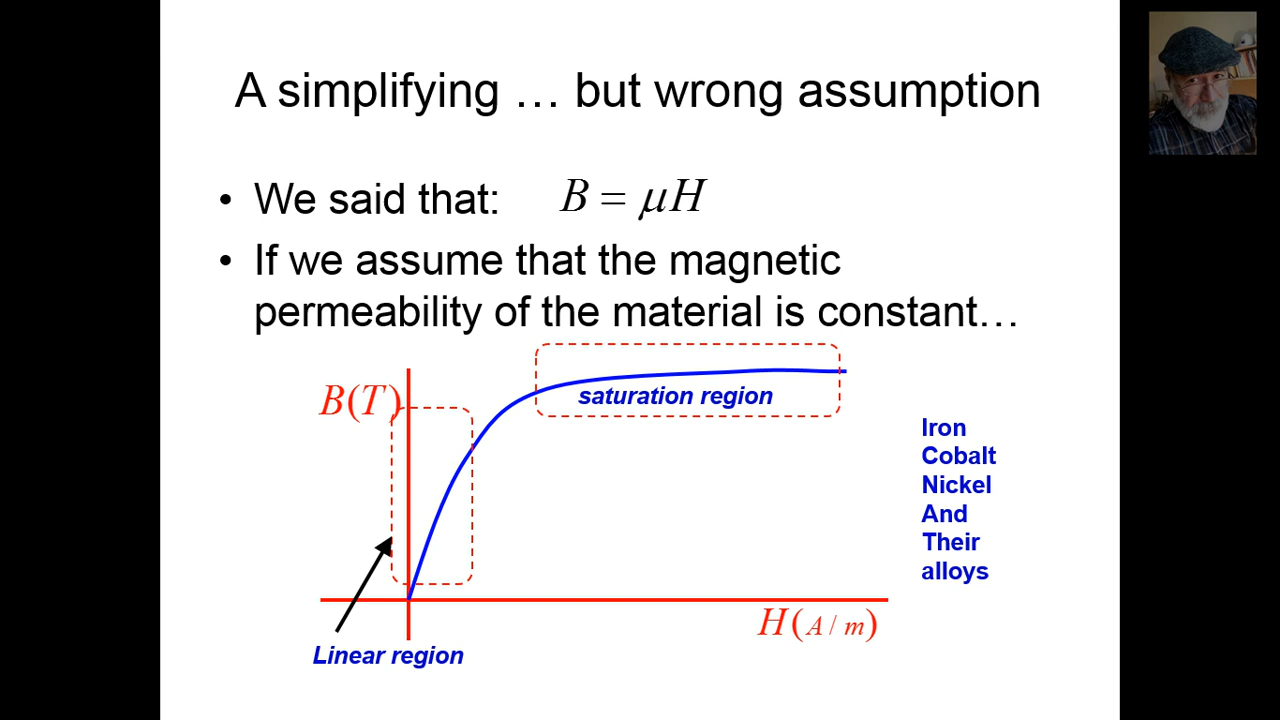 A simplifying … but wrong assumption
• We said that: B = μH
• If we assume that the magnetic
permeability of the material is constant…
B(T)
saturation region
Iron
Cobalt
Nickel
And
Their
alloys
H(A/m)
Linear region